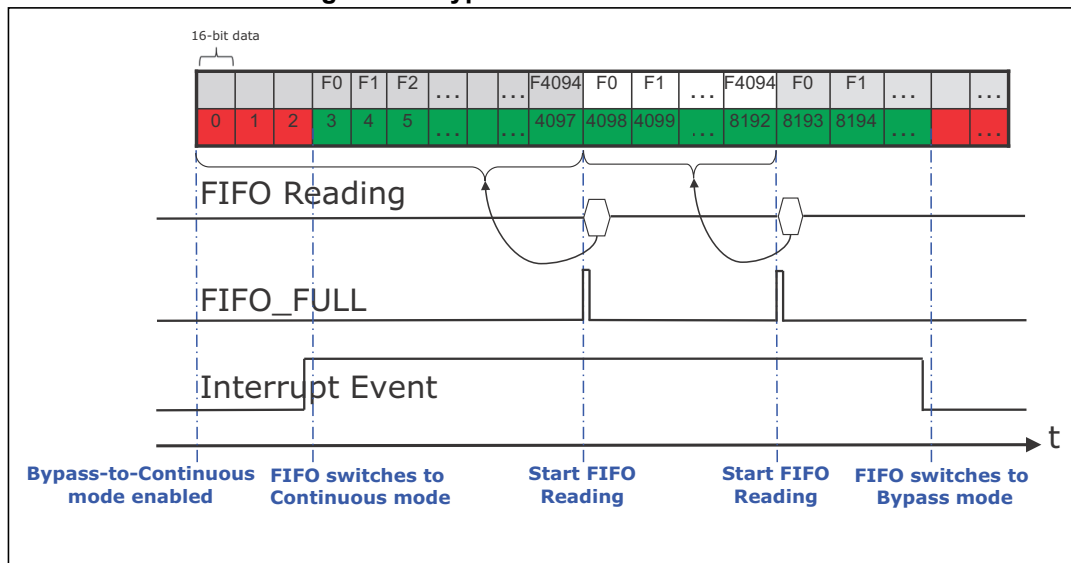 16-bit data
F0 F1 F2 ... ... F4094 F0 F1 ... F4094 F0 F1 ... ...
0 1 2 3 4 5 ... ... 4097 4098 4099 ... 8192 8193 8194 ... ...
FIFO Reading
FIFO_FULL
Interrupt Event
t
Bypass-to-Continuous
mode enabled
FIFO switches to
Continuous mode
Start FIFO
Reading
Start FIFO
Reading
FIFO switches to
Bypass mode